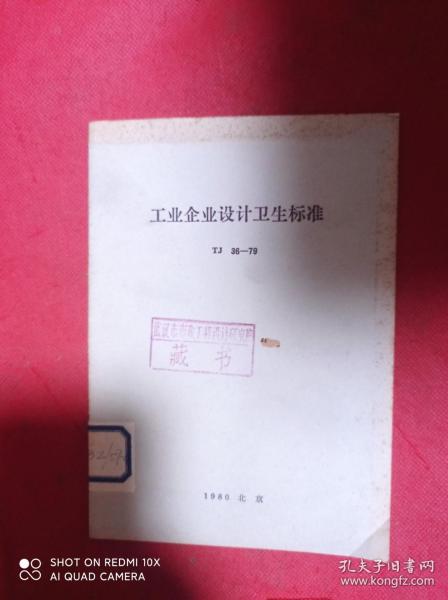 工业企业设计卫生标准
TJ 36—79
藏书
1980 北京
SHOT ON REDMI 10X
AI QUAD CAMERA
孔夫子旧书网
www.kongfz.com